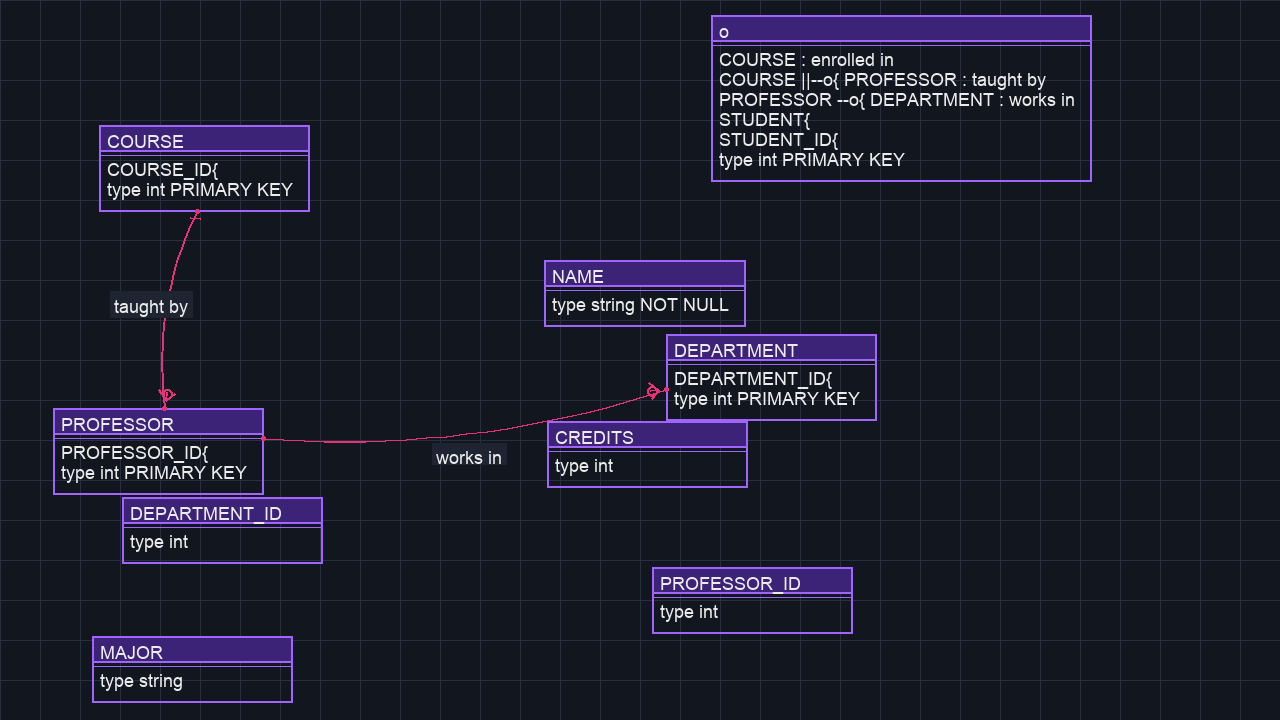 o
COURSE : enrolled in
COURSE ||--o{ PROFESSOR : taught by
PROFESSOR --o{ DEPARTMENT : works in
STUDENT{
STUDENT_ID{
type int PRIMARY KEY
COURSE
COURSE_ID{
type int PRIMARY KEY
NAME
type string NOT NULL
taught by
DEPARTMENT
DEPARTMENT_ID{
type int PRIMARY KEY
PROFESSOR
PROFESSOR_ID{
type int PRIMARY KEY
works in
CREDITS
type int
DEPARTMENT_ID
type int
PROFESSOR_ID
type int
MAJOR
type string